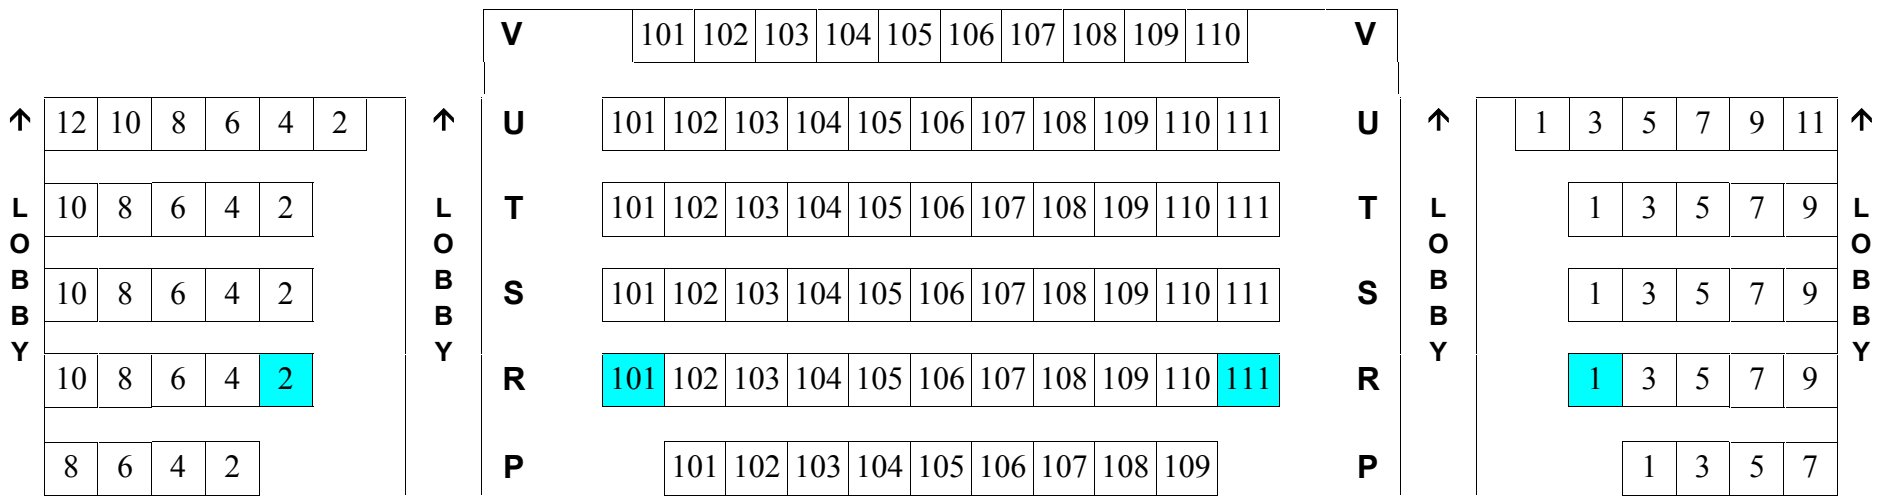 V 101 102 103 104 105 106 107 108 109 110 V
↑ 12 10 8 6 4 2 ↑ U 101 102 103 104 105 106 107 108 109 110 111 U ↑ 1 3 5 7 9 11 ↑
10 8 6 4 2 T 101 102 103 104 105 106 107 108 109 110 111 T 1 3 5 7 9
10 8 6 4 2 S 101 102 103 104 105 106 107 108 109 110 111 S 1 3 5 7 9
10 8 6 4 2 R 101 102 103 104 105 106 107 108 109 110 111 R 1 3 5 7 9
8 6 4 2 P 101 102 103 104 105 106 107 108 109 P 1 3 5 7
LOBBY
LOBBY
LOBBY
LOBBY